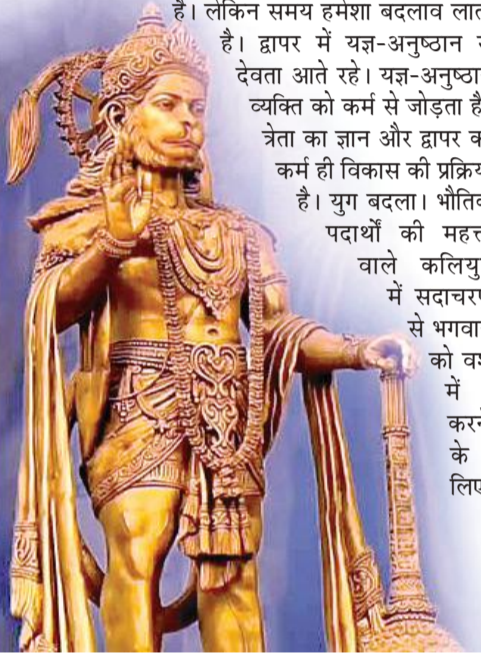 है। लेकिन समय हमेशा बदलाव लात
है। द्वापर में यज्ञ-अनुष्ठान
देवता आते रहे। यज्ञ-अनुष्ठा
व्यक्ति को कर्म से जोड़ता है
त्रेता का ज्ञान और द्वापर क
कर्म ही विकास की प्रक्रिय
है। युग बदला। भौतिक
पदार्थों की महत्त
वाले कलियु
में सदाचरण
से भगवा
को वश
में
करने
के
लिए